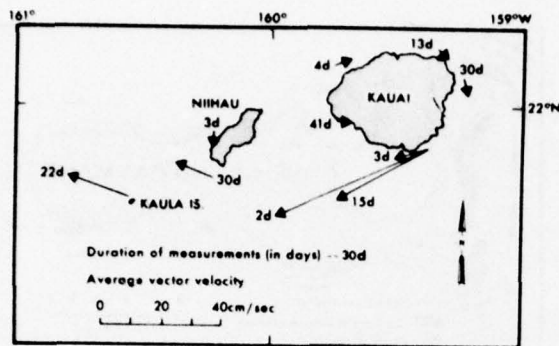 161° 160° 159°W
13d
4d
30d
NIIHAU
KAUAI
22°N
3d
41d
3d
22d
30d
KAULA IS.
15d
2d
Duration of measurements (in days) -- 30d
Average vector velocity
0 20 40cm/sec